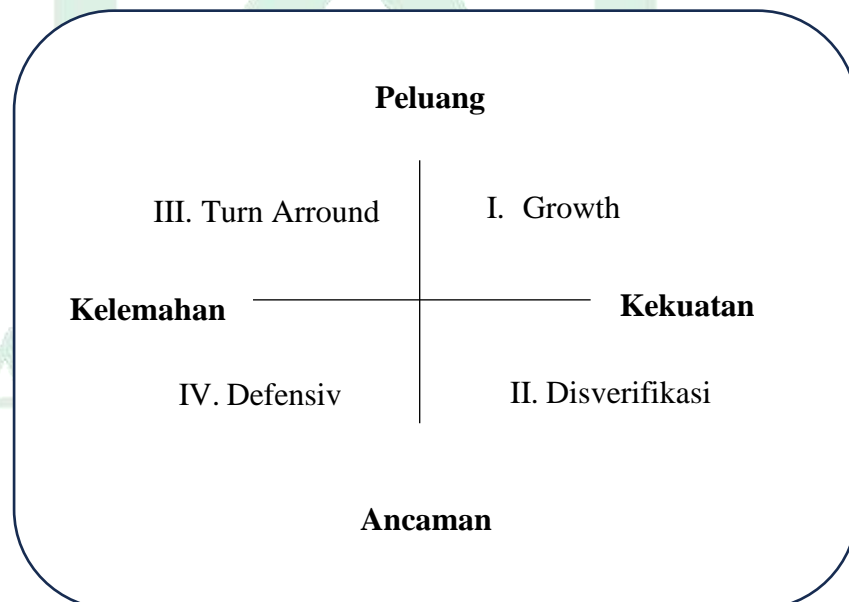 Peluang
III. Turn Arround
I. Growth
Kelemahan
Kekuatan
IV. Defensiv
II. Disverifikasi
Ancaman